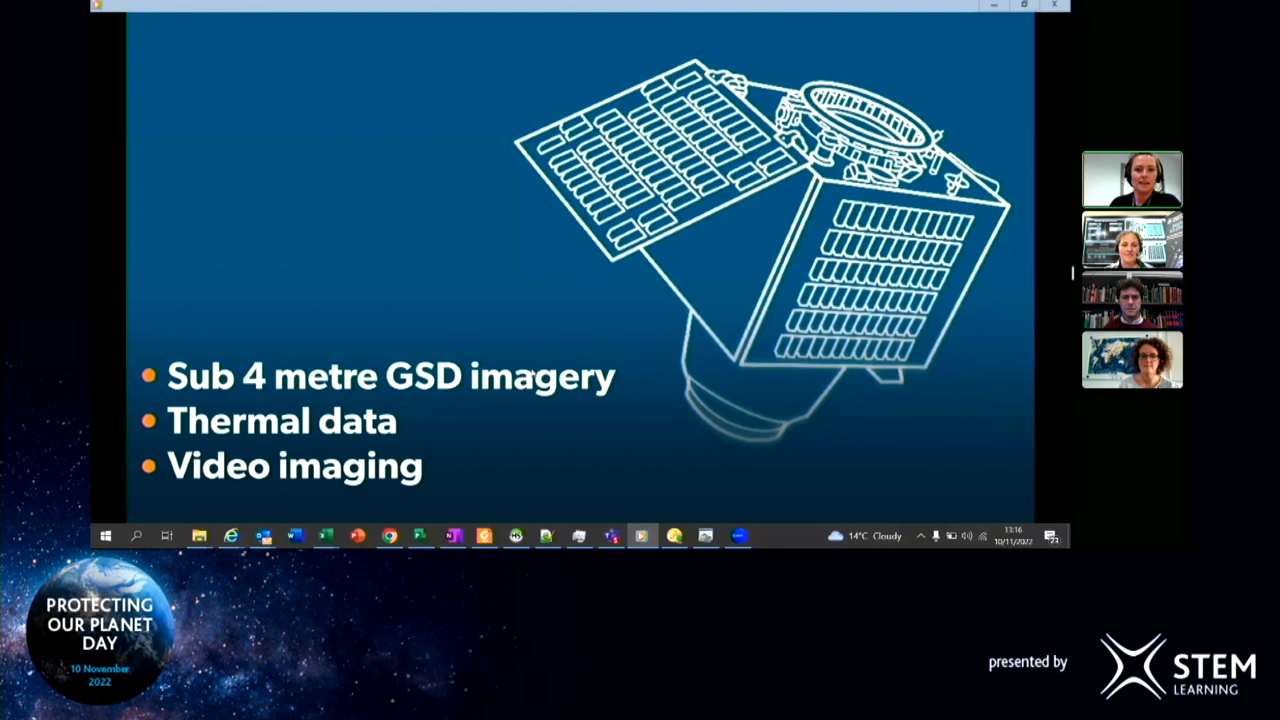 Sub 4 metre GSD imagery
Thermal data
Video imaging
14°C Cloudy
13:16
10/11/2022
PROTECTING
OUR PLANET
DAY
10 November
2022
presented by
STEM
LEARNING